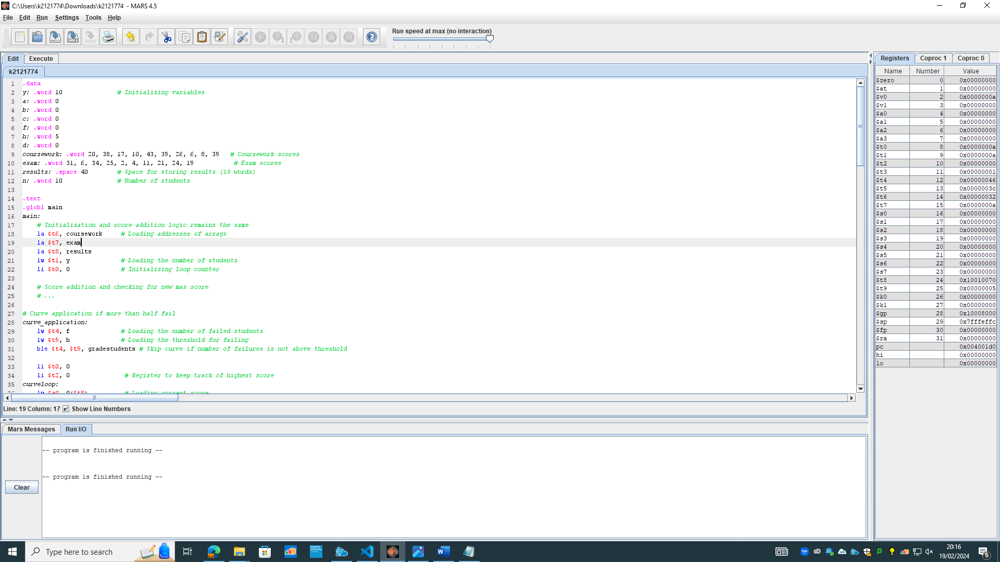 C:\Users\k2121774\Downloads\k2121774 - MARS 4.5
File Edit Run Settings Tools Help
Run speed at max (no interaction)
Edit Execute
k2121774
1 .data
2 y: .word 10 # Initializing variables
3 a: .word 0
4 b: .word 0
5 c: .word 0
6 f: .word 0
7 h: .word 5
8 d: .word 0
9 coursework: .word 20, 38, 17, 10, 43, 39, 26, 6, 8, 39 # Coursework scores
10 exam: .word 31, 6, 34, 25, 2, 4, 11, 21, 24, 19 # Exam scores
11 results: .space 40 # Space for storing results (10 words)
12 n: .word 10 # Number of students
13
14 .text
15 .globl main
16 main:
17 # Initialization and score addition logic remains the same
18 la $t6, coursework # Loading addresses of arrays
19 la $t7, exam
20 la $t8, results
21 lw $t1, y # Loading the number of students
22 li $t0, 0 # Initializing loop counter
23
24 # Score addition and checking for new max score
25 # ...
26
27 # Curve application if more than half fail
28 curve_application:
29 lw $t4, f # Loading the number of failed students
30 lw $t9, h # Loading the threshold for failing
31 ble $t4, $t9, gradestudents # Skip curve if number of failures is not above threshold
32
33 li $t0, 0
34 li $t2, 0 # Register to keep track of highest score
35 curveloop:
36 lw $a0, 0($t8) # Loading current score
Line: 19 Column: 17 Show Line Numbers
Mars Messages Run I/O
-- program is finished running --
-- program is finished running --
Clear
Registers Coproc 1 Coproc 0
Name Number Value
$zero 0 0x00000000
$at 1 0x00000000
$v0 2 0x0000000a
$v1 3 0x00000000
$a0 4 0x00000000
$a1 5 0x00000000
$a2 6 0x00000000
$a3 7 0x00000000
$t0 8 0x0000000a
$t1 9 0x0000000a
$t2 10 0x00000000
$t3 11 0x00000001
$t4 12 0x00000046
$t5 13 0x0000003c
$t6 14 0x00000032
$t7 15 0x0000000a
$s0 16 0x00000000
$s1 17 0x00000000
$s2 18 0x00000000
$s3 19 0x00000000
$s4 20 0x00000000
$s5 21 0x00000000
$s6 22 0x00000000
$s7 23 0x00000000
$t8 24 0x10010070
$t9 25 0x00000005
$k0 26 0x00000000
$k1 27 0x00000000
$gp 28 0x10008000
$sp 29 0x7fffeffc
$fp 30 0x00000000
$ra 31 0x00000000
pc 0x004001d0
hi 0x00000000
lo 0x00000000
Type here to search
20:16
19/02/2024
6